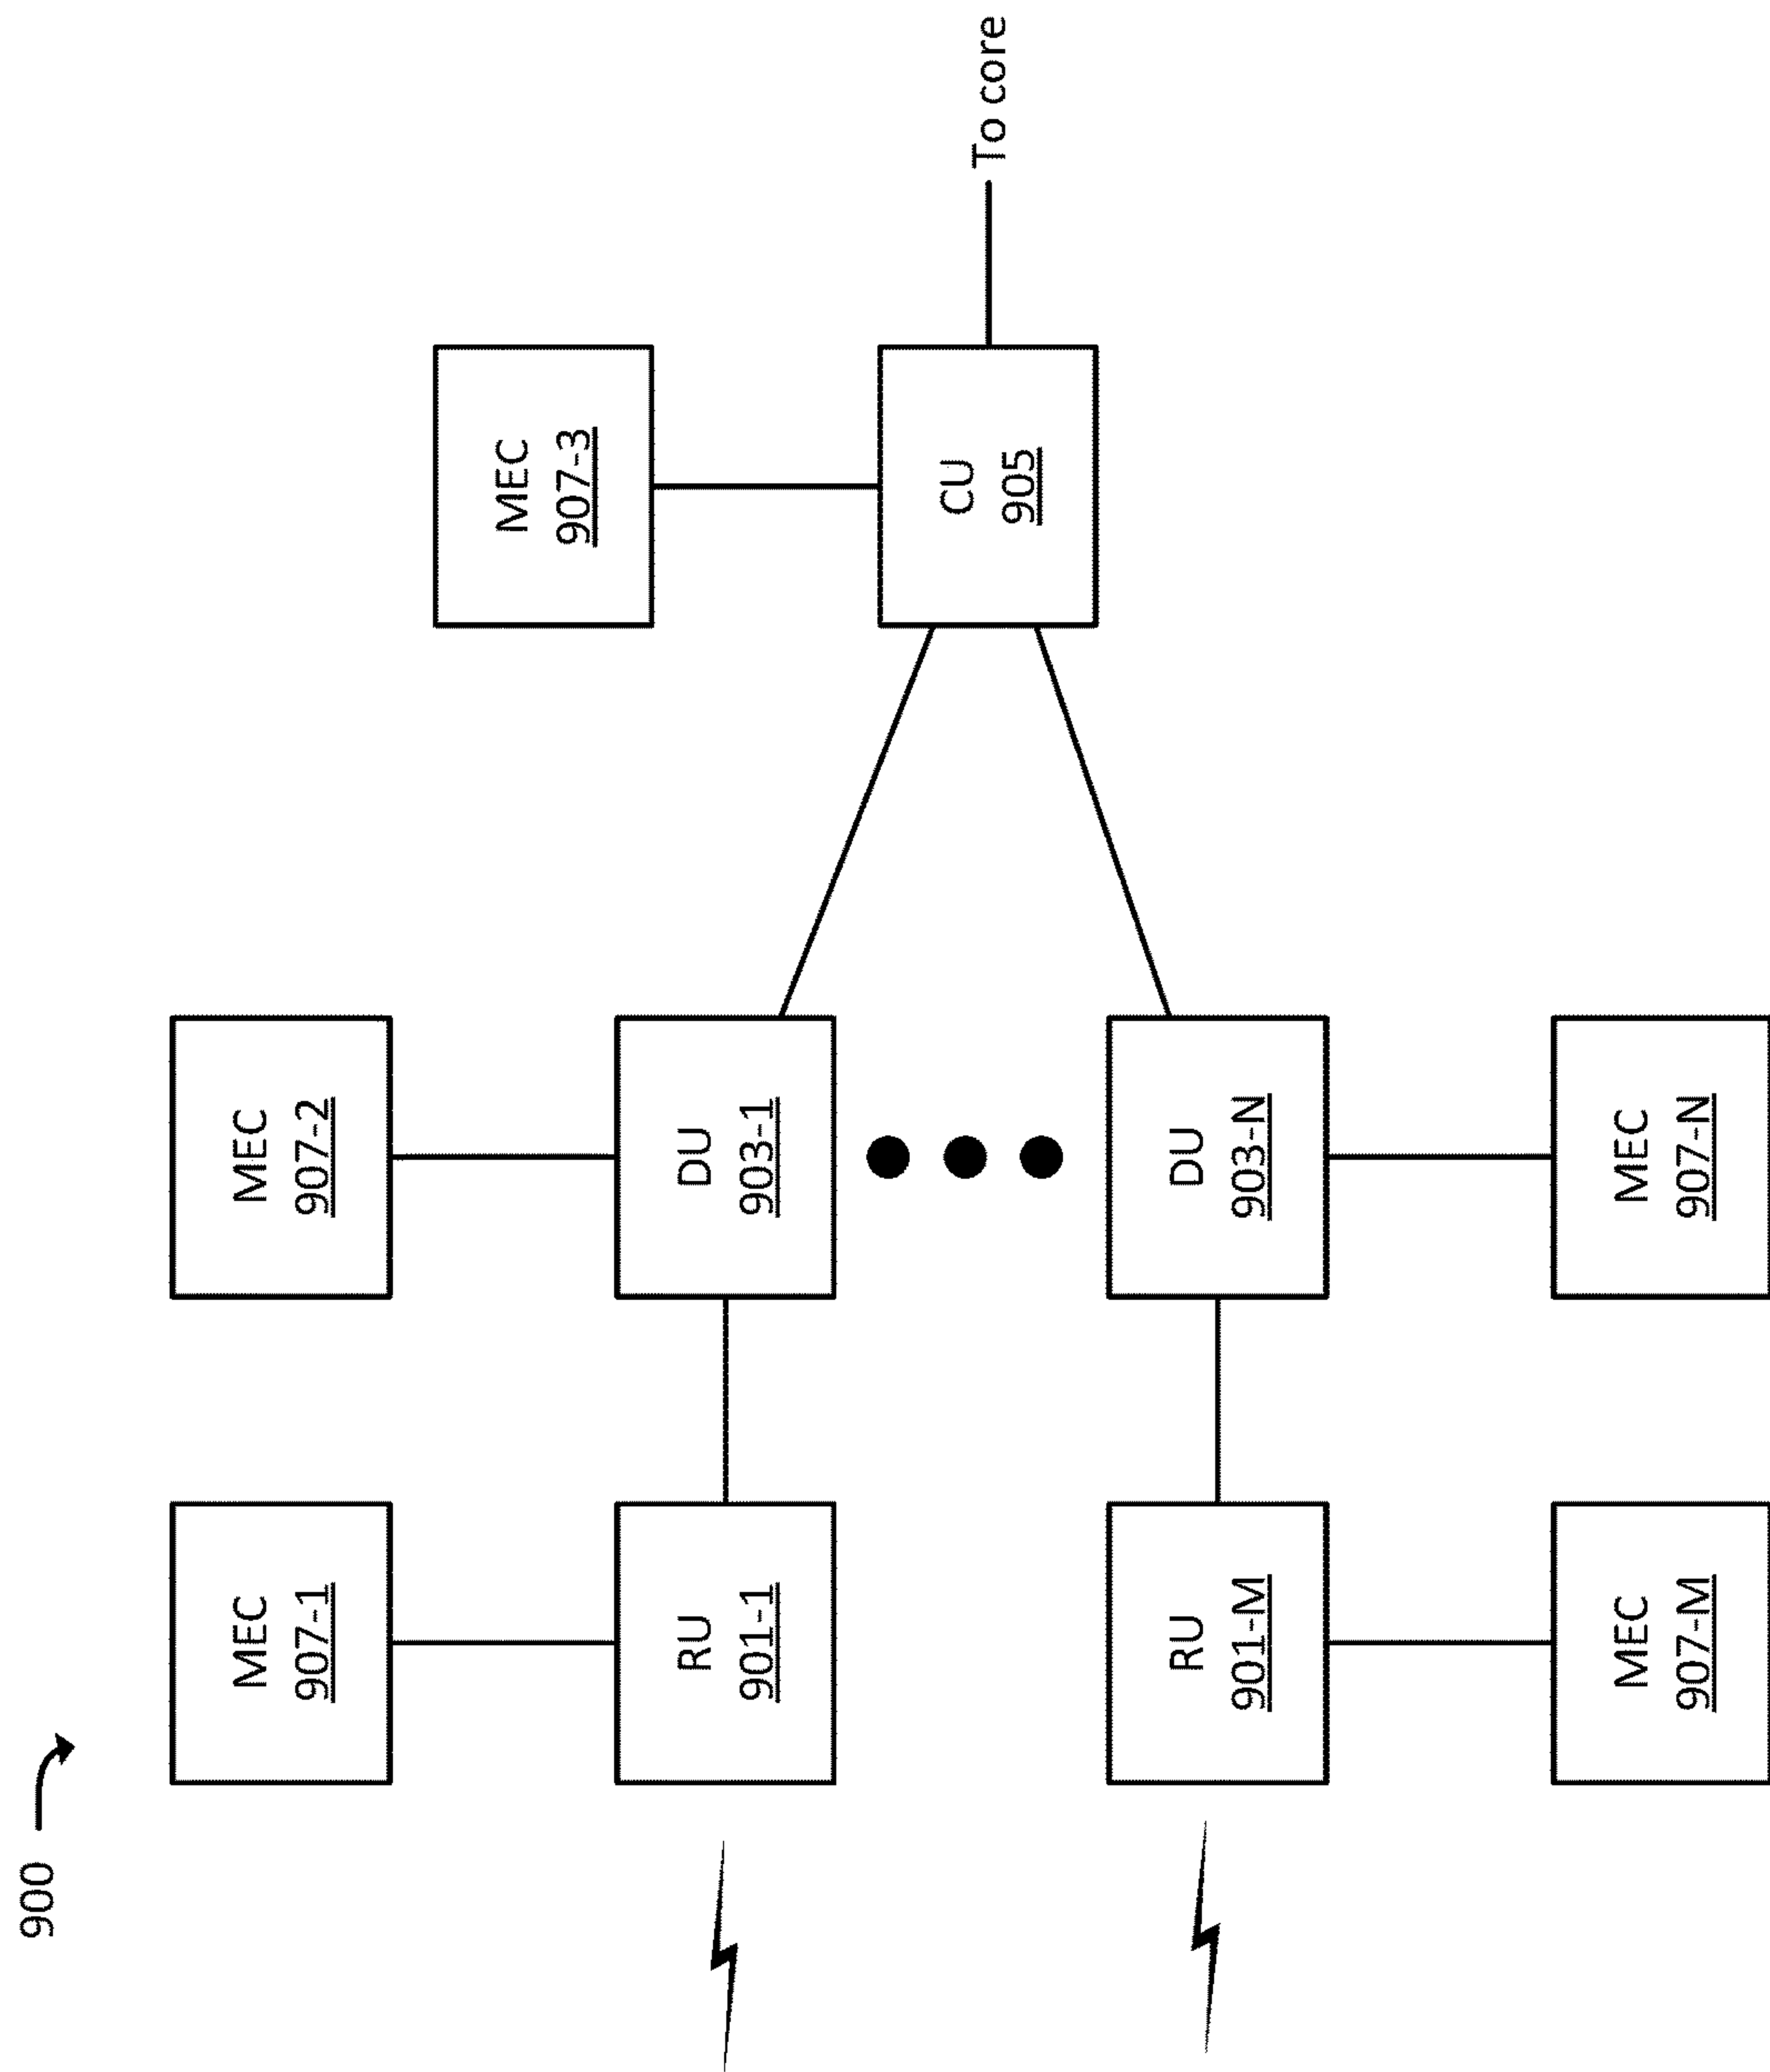 900
MEC
907-1
MEC
907-2
MEC
907-3
RU
901-1
DU
903-1
CU
905
To core
RU
901-M
DU
903-N
MEC
907-M
MEC
907-N